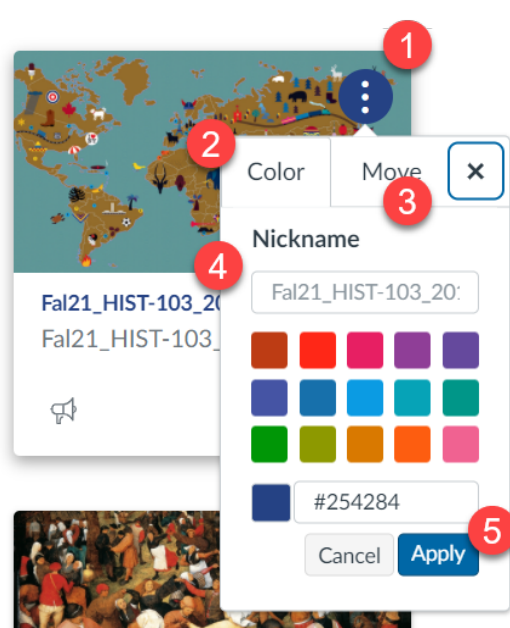 1
2
Color
Move
3
Nickname
4
Fal21_HIST-103_20
Fal21_HIST-103_20:
Fal21_HIST-103_
#254284
5
Cancel
Apply